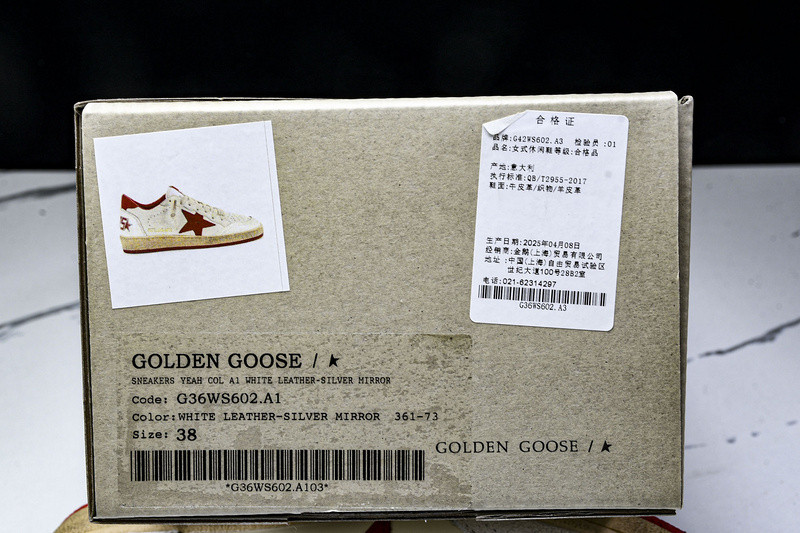 合格证
品牌:G42WS602.A3 检验员:01
品名:女式休闲鞋等级:合格品
产地:意大利
执行标准:QB/T2955-2017
鞋面:牛皮革/织物/羊皮革
生产日期:2025年04月08日
经销商:金鹅(上海)贸易有限公司
地址:中国(上海)自由贸易试验区
世纪大道100号28B2室
电话:021-62314297
G36WS602.A3
GOLDEN GOOSE /
SNEAKERS YEAH COL A1 WHITE LEATHER-SILVER MIRROR
Code: G36WS602.A1
Color:WHITE LEATHER-SILVER MIRROR 361-73
Size: 38
*G36WS602.A103*
GOLDEN GOOSE /